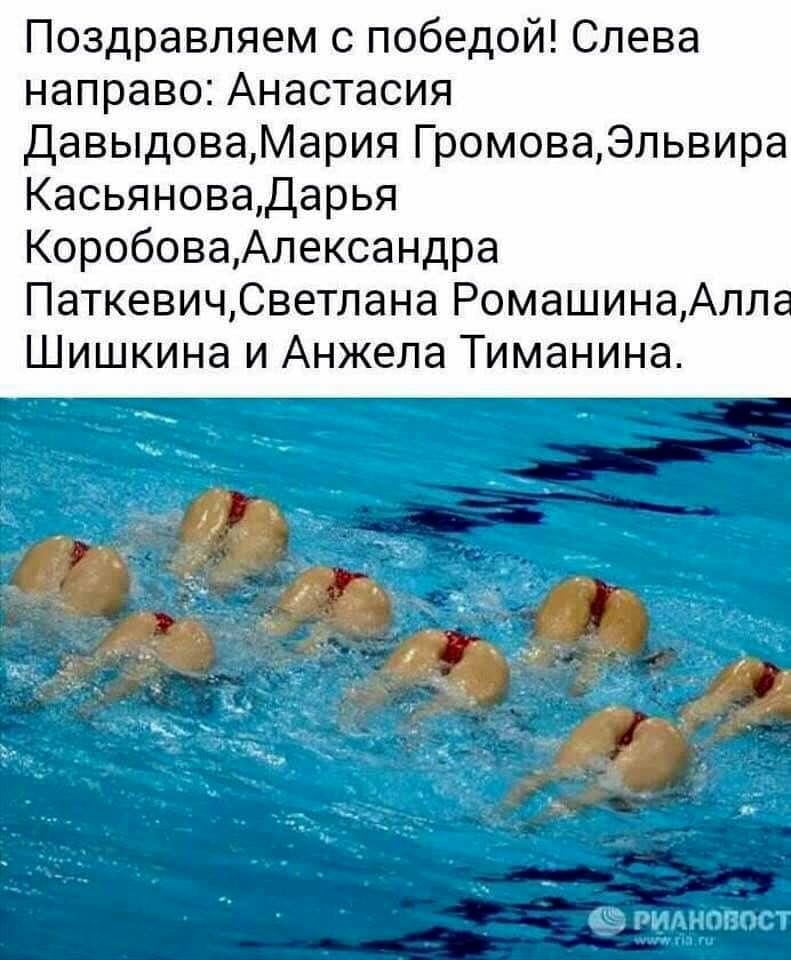 Поздравляем с победой! Слева
направо: Анастасия
Давыдова,Мария Громова,Эльвира
Касьянова,Дарья
Коробова,Александра
Паткевич,Светлана Ромашина,Алла
Шишкина и Анжела Тиманина.
РИАНОВОСТ
www.ria.ru